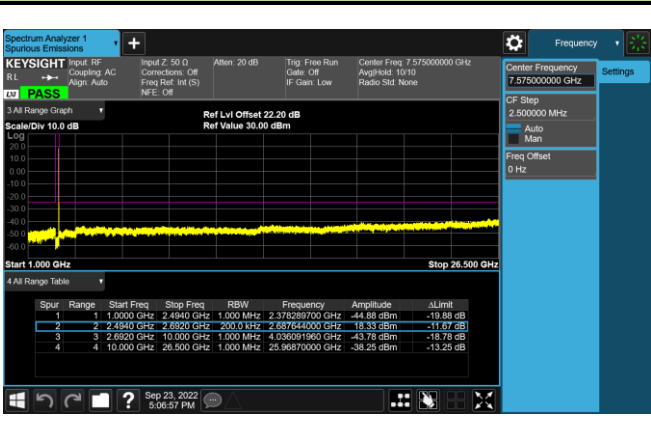 Spectrum Analyzer 1
Spurious Emissions
Frequency
KEYSIGHT Input: RF Input Z: 50 Ω Atten: 20 dB Trig: Free Run Center Freq: 7.575000000 GHz
RL Coupling: AC Corrections: Off Gate: Off Avg|Hold: 10/10
Align: Auto Freq Ref: Int (S) IF Gain: Low Radio Std: None
NFE: Off
LXI PASS
Center Frequency
7.575000000 GHz
Settings
CF Step
2.500000 MHz
Auto
Man
Freq Offset
0 Hz
3 All Range Graph
Ref Lvl Offset 22.20 dB
Scale/Div 10.0 dB Ref Value 30.00 dBm
Log
20.0
10.0
0.00
-10.0
-20.0
-30.0
-40.0
-50.0
-60.0
Start 1.000 GHz Stop 26.500 GHz
4 All Range Table
Spur Range Start Freq Stop Freq RBW Frequency Amplitude ΔLimit
1 1 1.0000 GHz 2.4940 GHz 1.000 MHz 2.378289700 GHz -44.88 dBm -19.88 dB
2 2 2.4940 GHz 2.6920 GHz 200.0 kHz 2.687644000 GHz 18.33 dBm -11.67 dB
3 3 2.6920 GHz 10.000 GHz 1.000 MHz 4.036091960 GHz -43.78 dBm -18.78 dB
4 4 10.000 GHz 26.500 GHz 1.000 MHz 25.96870000 GHz -38.25 dBm -13.25 dB
Sep 23, 2022
5:06:57 PM